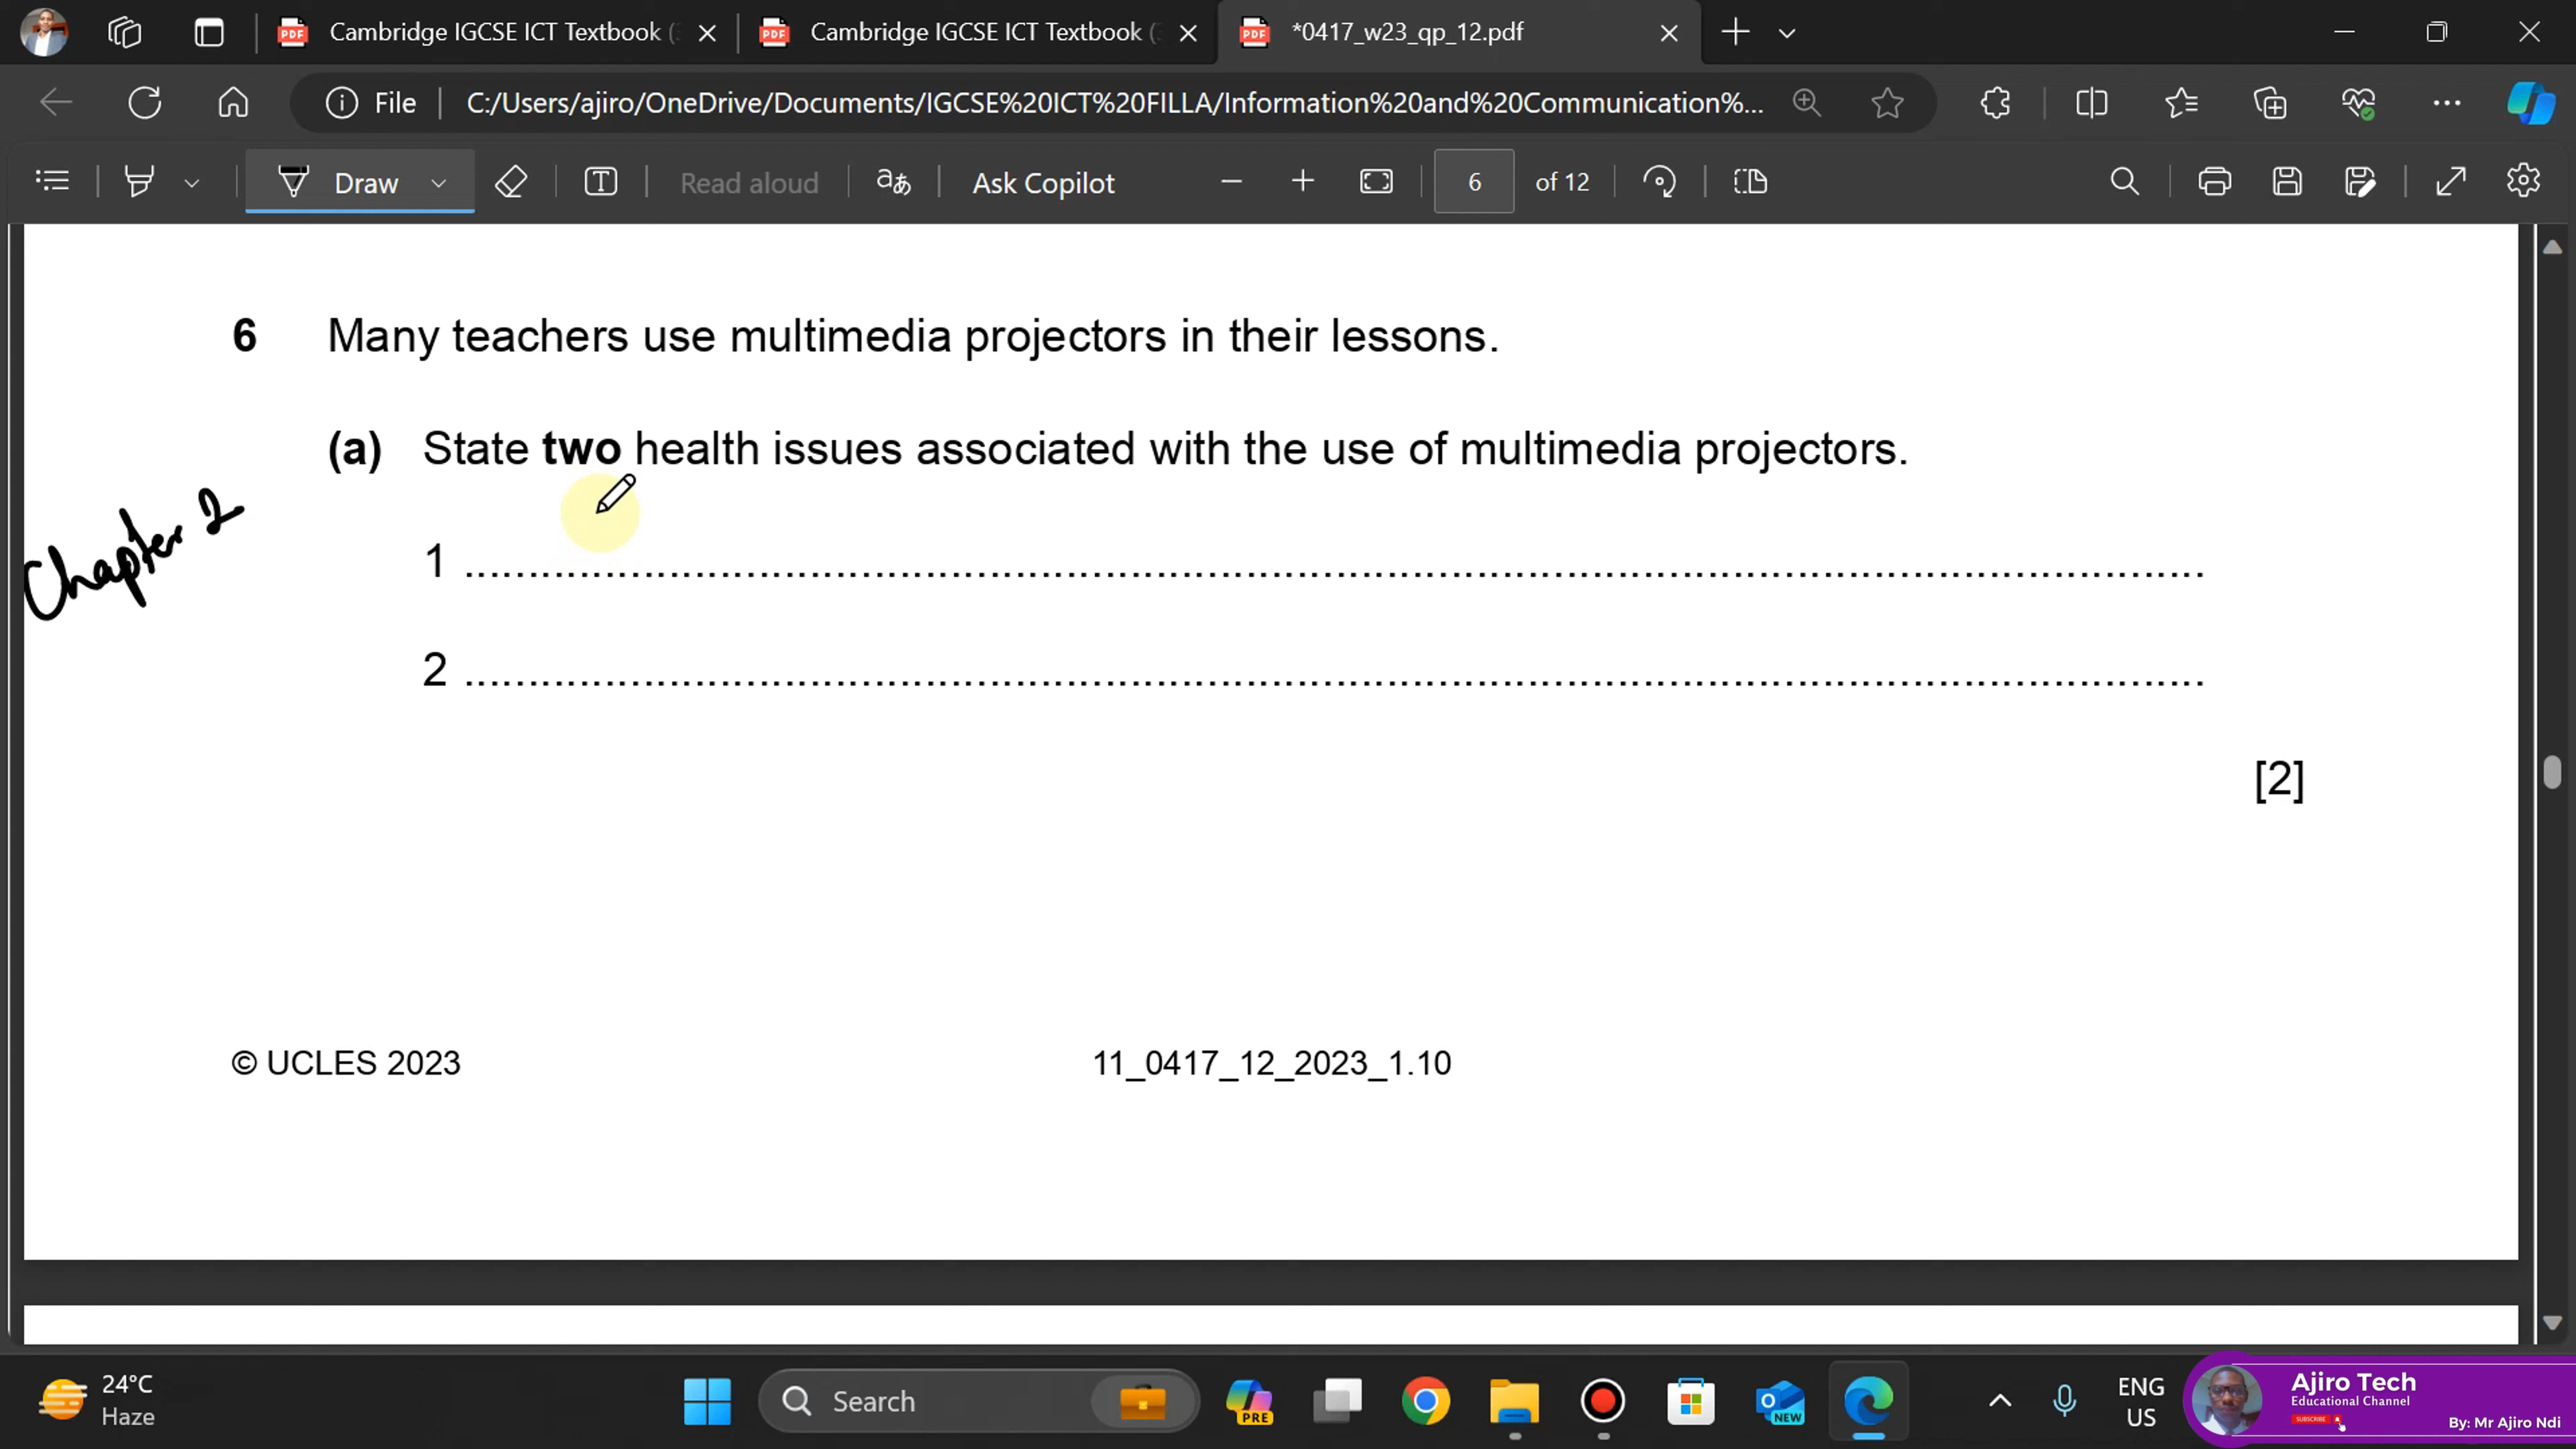 Cambridge IGCSE ICT Textbook (
Cambridge IGCSE ICT Textbook (
*0417_w23_qp_12.pdf
File
C:/Users/ajiro/OneDrive/Documents/IGCSE%20ICT%20FILLA/Information%20and%20Communication%...
Draw
Read aloud
Ask Copilot
6
of 12
6 Many teachers use multimedia projectors in their lessons.
(a) State two health issues associated with the use of multimedia projectors.
Chapter 2
1 ....................
2 ....................
[2]
© UCLES 2023
11_0417_12_2023_1.10
24°C
Haze
Search
PRE
NEW
ENG
US
Ajiro Tech
Educational Channel
SUBSCRIBE
By: Mr Ajiro Ndi